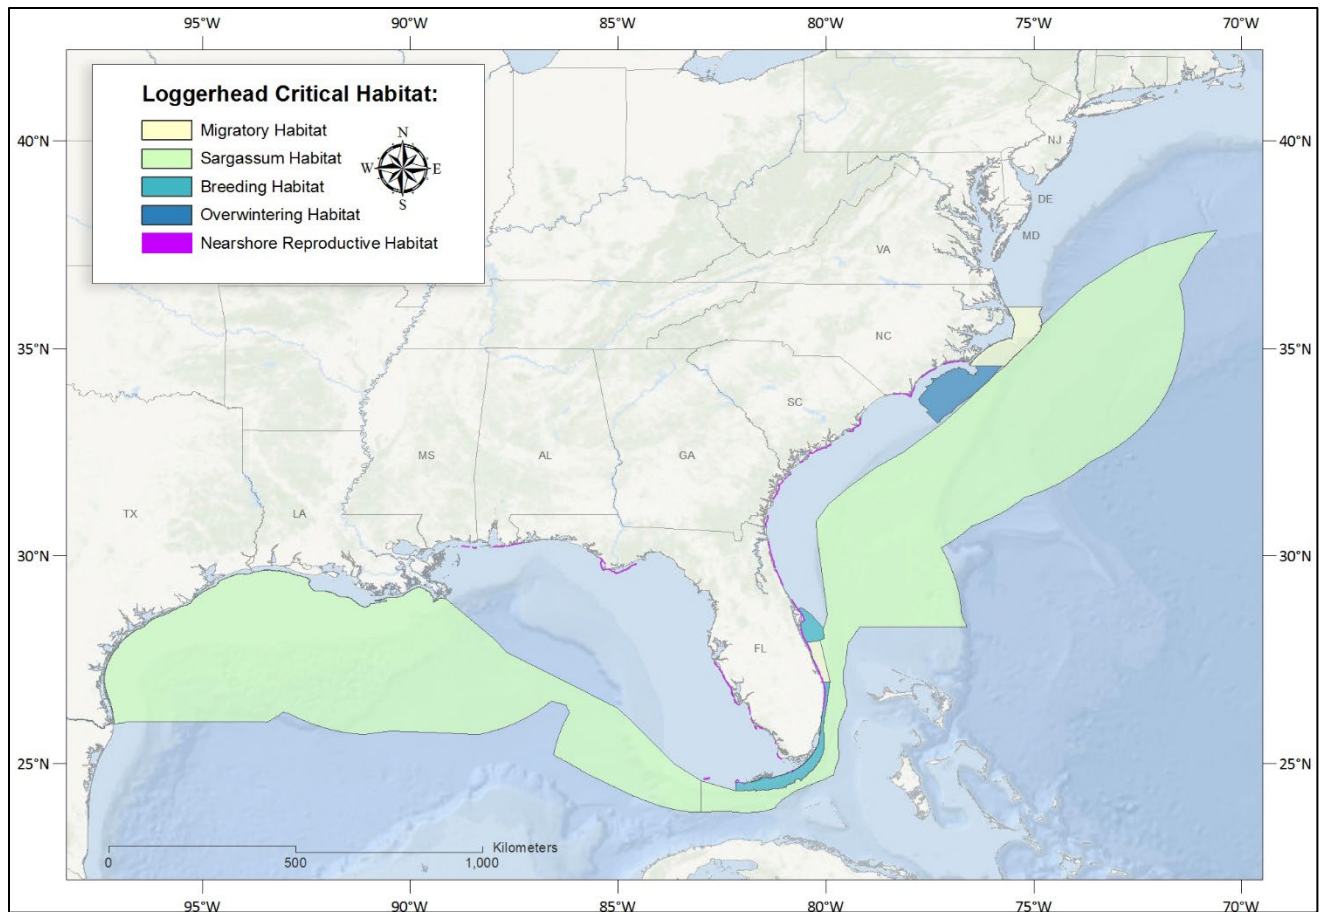 95°W 90°W 85°W 80°W 75°W 70°W
Loggerhead Critical Habitat:
Migratory Habitat
Sargassum Habitat
Breeding Habitat
Overwintering Habitat
Nearshore Reproductive Habitat
N
W E
S
40°N 40°N
NJ
DE
MD
VA
35°N 35°N
NC
SC
MS AL GA
TX LA
30°N 30°N
FL
25°N 25°N
Kilometers
0 500 1,000
95°W 90°W 85°W 80°W 75°W 70°W